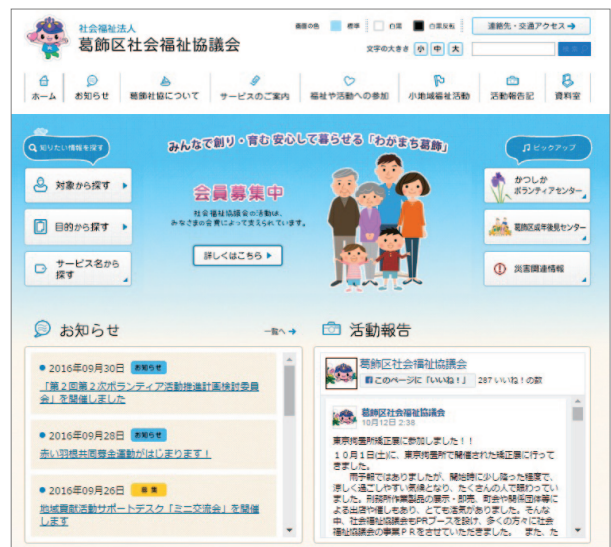 社会福祉法人
葛飾区社会福祉協議会
画面の色 標準 白黒 白黒反転
連絡先・交通アクセス
文字の大きさ 小 中 大
ホーム お知らせ 葛飾社協について サービスのご案内 福祉や活動への参加 小地域福祉活動 活動報告記 資料室
知りたい情報を探す
みんなで創り・育む 安心して暮らせる「わがまち葛飾」
ピックアップ
対象から探す
目的から探す
サービス名から
探す
会員募集中
社会福祉協議会の活動は、
みなさまの会費によって支えられています。
詳しくはこちら
かつしか
ボランティアセンター
葛飾区成年後見センター
災害関連情報
お知らせ
一覧へ
2016年09月30日 お知らせ
「第2回第2次ボランティア活動推進計画検討委員
会」を開催しました
2016年09月28日 お知らせ
赤い羽根共同募金運動がはじまります!
2016年09月26日 募集
地域貢献活動サポートデスク「ミニ交流会」を開催
します
活動報告
葛飾区社会福祉協議会
このページに「いいね!」 287 いいね!の数
葛飾区社会福祉協議会
10月12日 2:36
東京拘置所矯正展に参加しました!!
10月1日(土)に、東京拘置所で開催された矯正展に行って
きました。
雨予報ではありましたが、開始時に少し降った程度で、
涼しく過ごしやすい気候となり、たくさんの人で賑わってい
ました。刑務所作業製品の展示・即売、町会や関係団体等に
よる出店や催しもあり、とても活気がありました。そんな
中、社会福祉協議会もPRブースを設け、多くの方々に社会
福祉協議会の事業PRをさせていただきました。 また、た